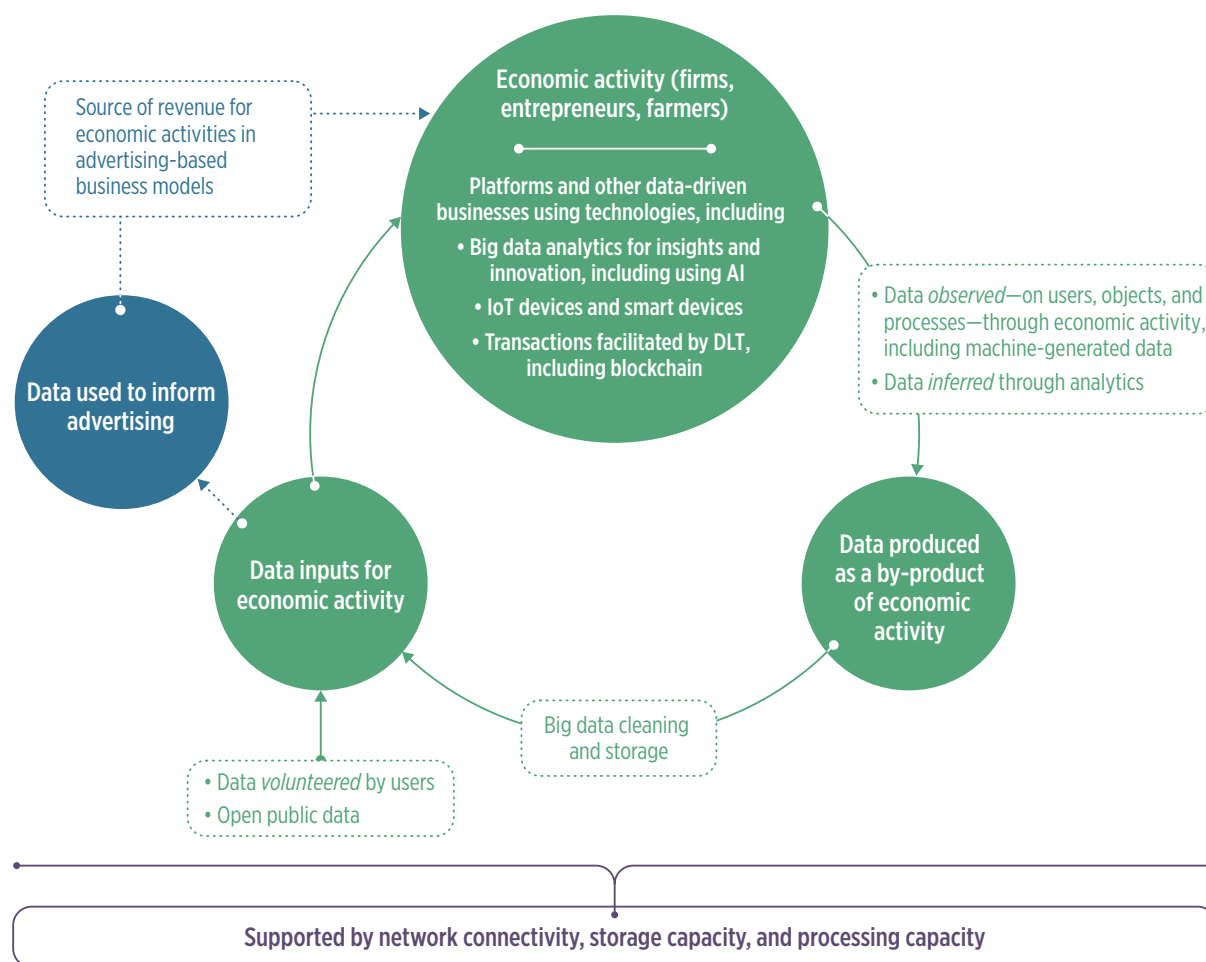 Economic activity (firms,
entrepreneurs, farmers)
Platforms and other data-driven
businesses using technologies, including
• Big data analytics for insights and
innovation, including using AI
• IoT devices and smart devices
• Transactions facilitated by DLT,
including blockchain
Source of revenue for
economic activities in
advertising-based
business models
• Data observed—on users, objects, and
processes—through economic activity,
including machine-generated data
• Data inferred through analytics
Data used to inform
advertising
Data inputs for
economic activity
Data produced
as a by-product
of economic
activity
Big data cleaning
and storage
• Data volunteered by users
• Open public data
Supported by network connectivity, storage capacity, and processing capacity